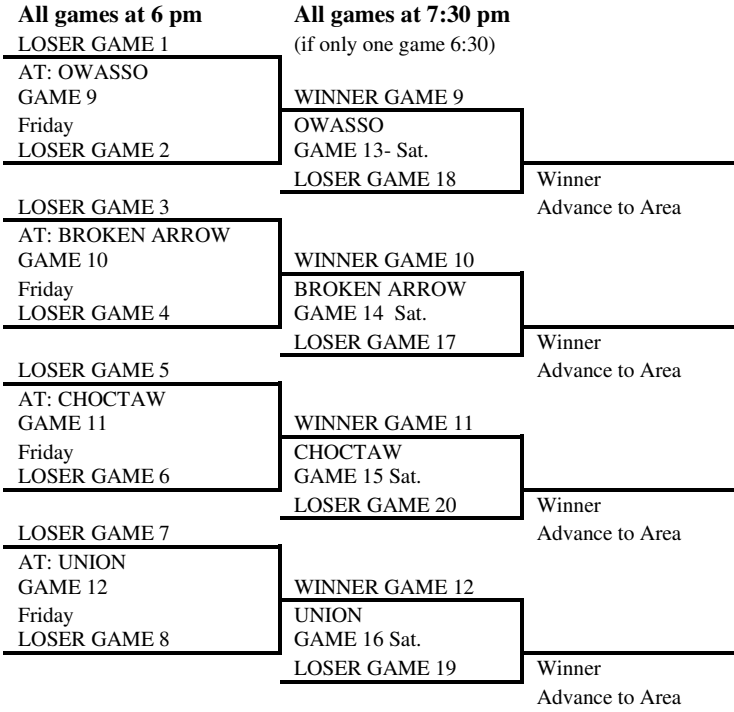 All games at 6 pm
All games at 7:30 pm
LOSER GAME 1
(if only one game 6:30)
AT: OWASSO
GAME 9
WINNER GAME 9
Friday
OWASSO
LOSER GAME 2
GAME 13- Sat.
LOSER GAME 18
Winner
LOSER GAME 3
Advance to Area
AT: BROKEN ARROW
GAME 10
WINNER GAME 10
Friday
BROKEN ARROW
LOSER GAME 4
GAME 14 Sat.
LOSER GAME 17
Winner
LOSER GAME 5
Advance to Area
AT: CHOCTAW
GAME 11
WINNER GAME 11
Friday
CHOCTAW
LOSER GAME 6
GAME 15 Sat.
LOSER GAME 20
Winner
LOSER GAME 7
Advance to Area
AT: UNION
GAME 12
WINNER GAME 12
Friday
UNION
LOSER GAME 8
GAME 16 Sat.
LOSER GAME 19
Winner
Advance to Area